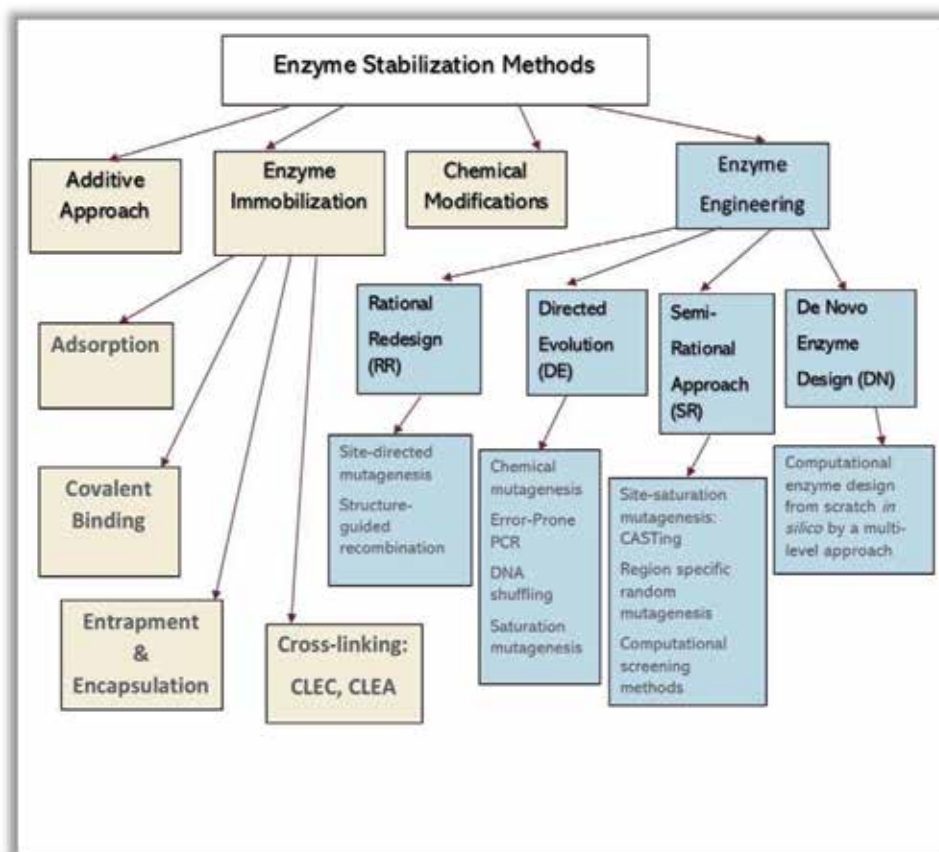 Enzyme Stabilization Methods
Additive
Approach
Enzyme
Immobilization
Chemical
Modifications
Enzyme
Engineering
Adsorption
Covalent
Binding
Entrapment
&
Encapsulation
Cross-linking:
CLEC, CLEA
Rational
Redesign
(RR)
Directed
Evolution
(DE)
Semi-
Rational
Approach
(SR)
De Novo
Enzyme
Design (DN)
Site-directed
mutagenesis
Structure-
guided
recombination
Chemical
mutagenesis
Error-Prone
PCR
DNA
shuffling
Saturation
mutagenesis
Site-saturation
mutagenesis:
CASTing
Region specific
random
mutagenesis
Computational
screening
methods
Computational
enzyme design
from scratch in
silico by a multi-
level approach